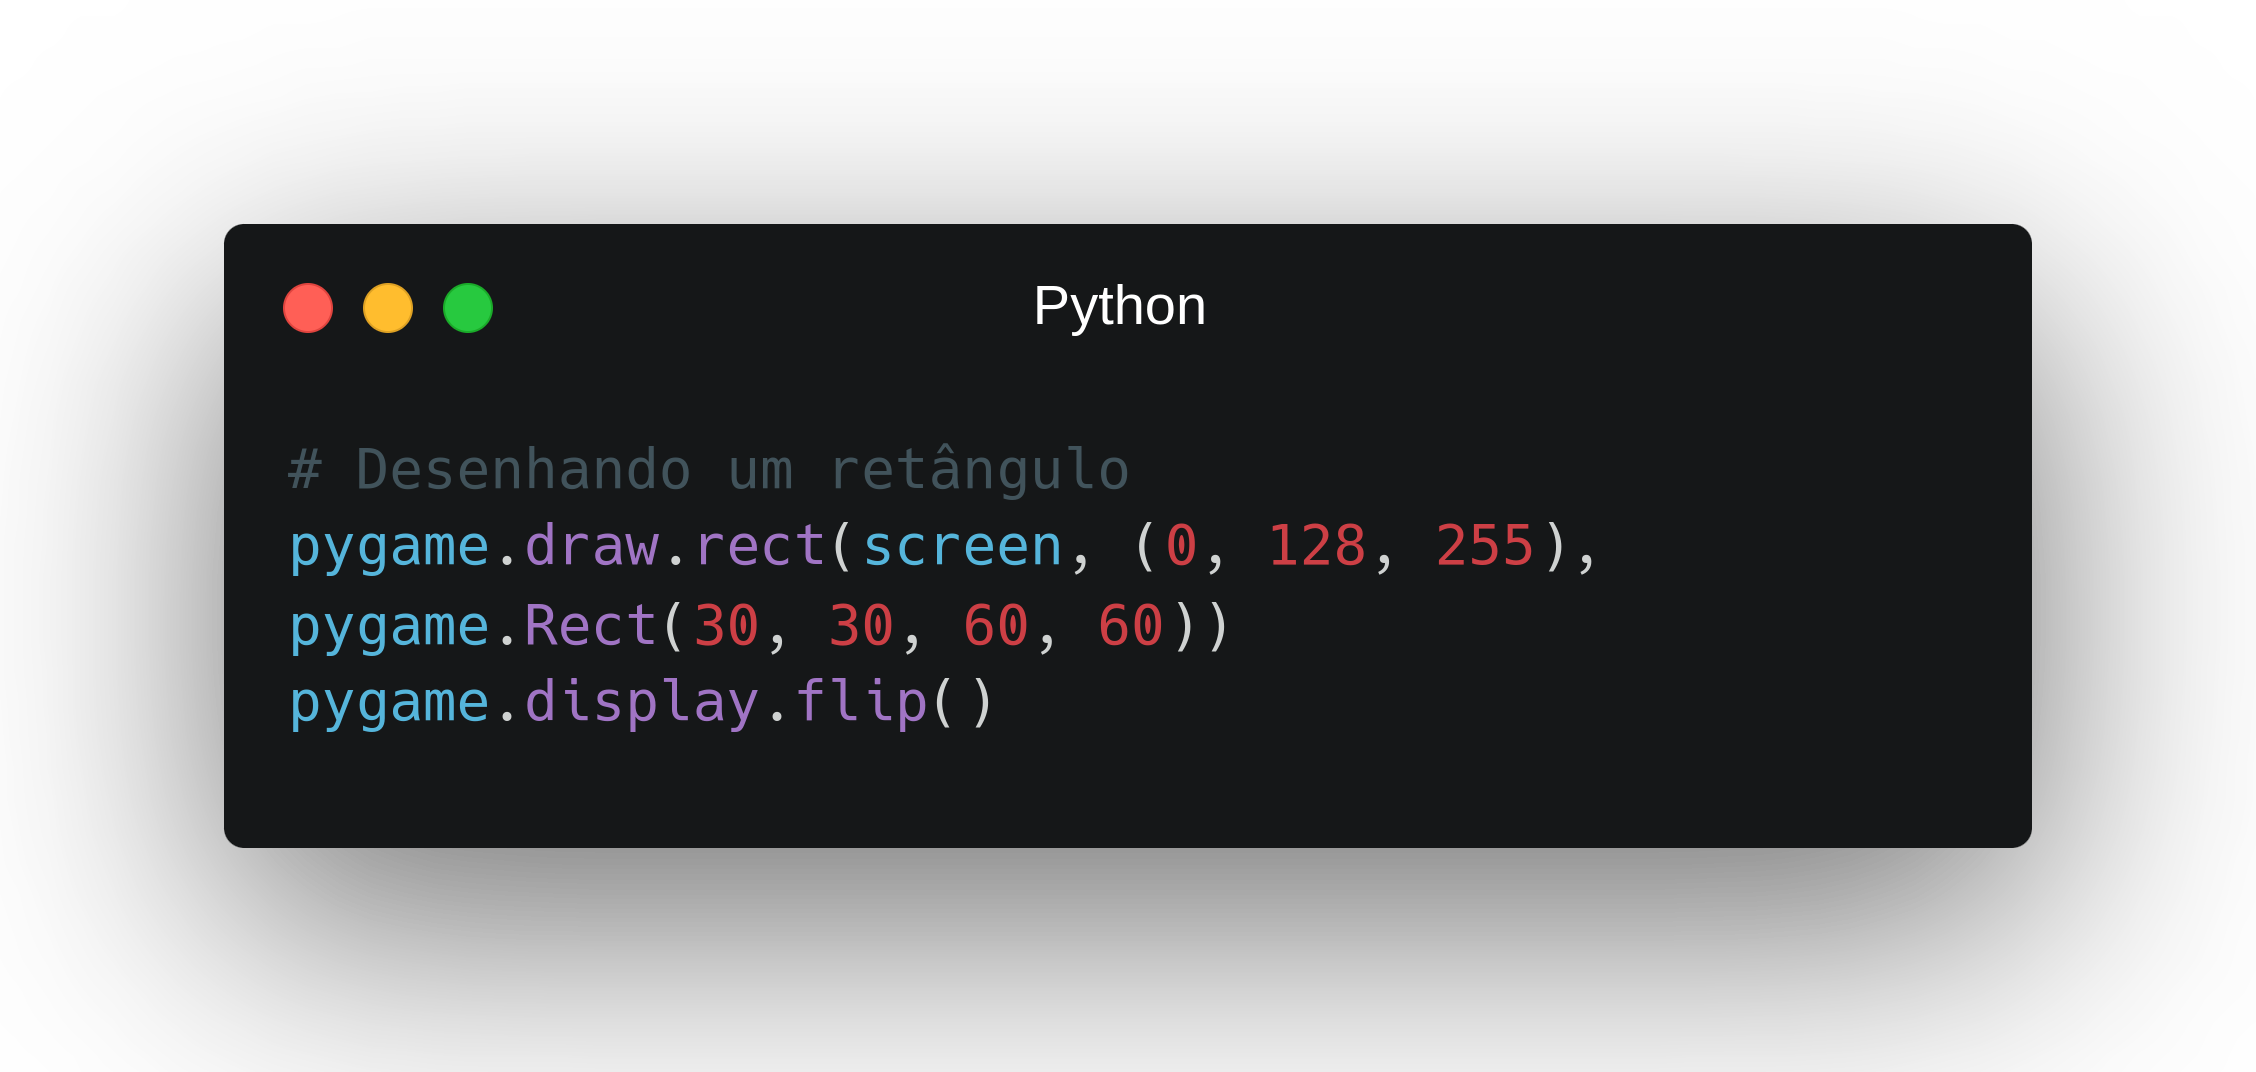 Python
# Desenhando um retângulo
pygame.draw.rect(screen, (0, 128, 255),
pygame.Rect(30, 30, 60, 60))
pygame.display.flip()